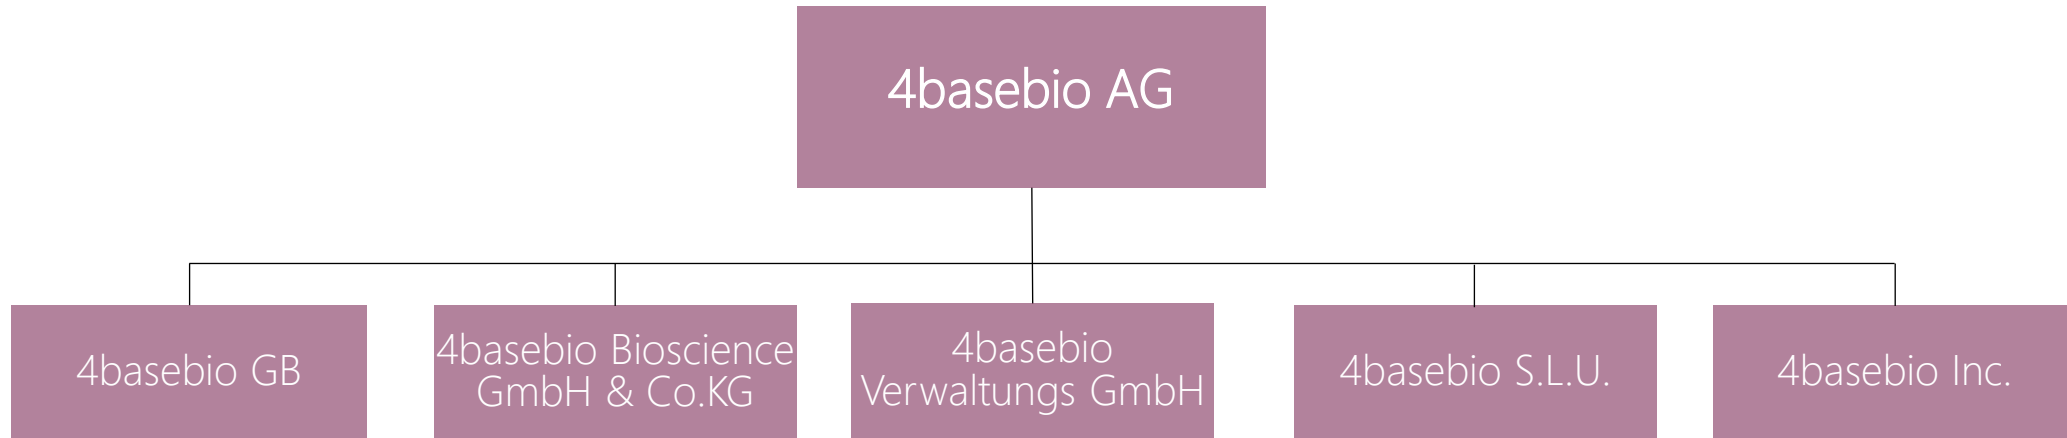 4basebio AG
4basebio GB
4basebio Bioscience
GmbH & Co.KG
4basebio
Verwaltungs GmbH
4basebio S.L.U.
4basebio Inc.